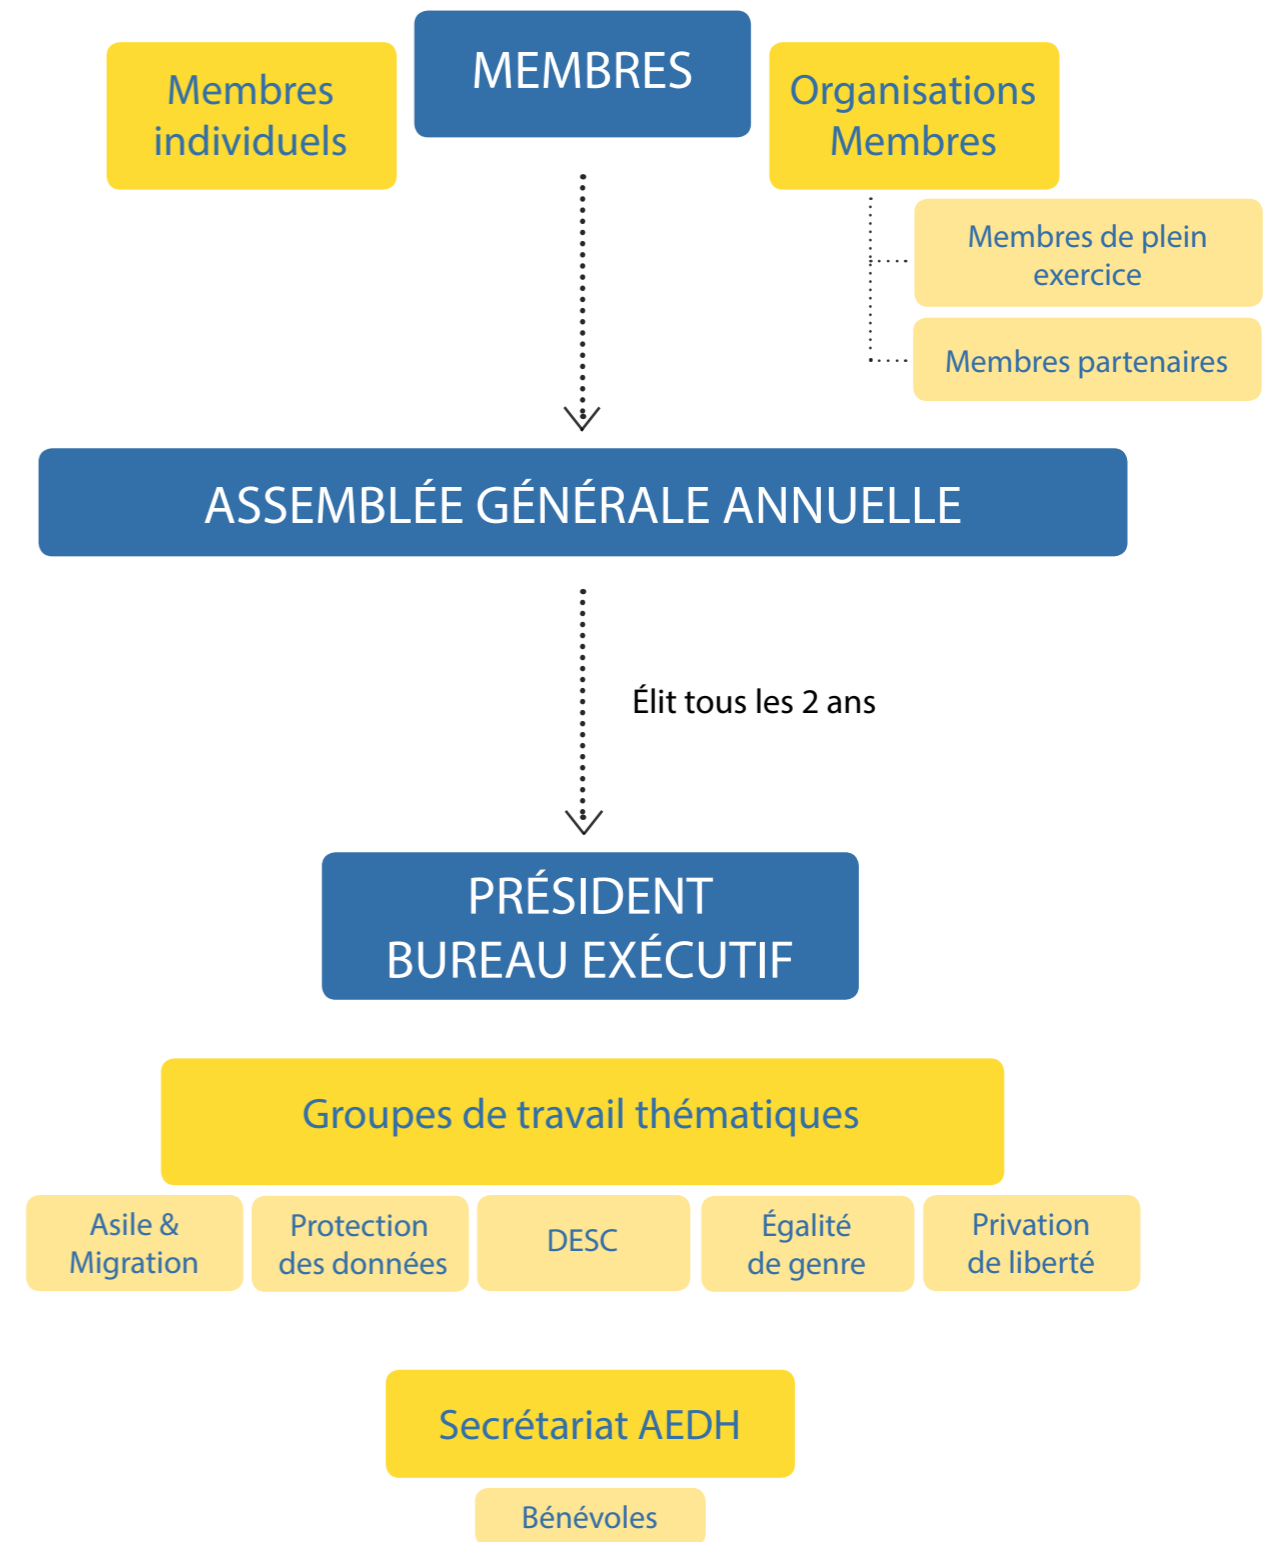 MEMBRES
Membres
individuels
Organisations
Membres
Membres de plein
exercice
Membres partenaires
ASSEMBLÉE GÉNÉRALE ANNUELLE
Élit tous les 2 ans
PRÉSIDENT
BUREAU EXÉCUTIF
Groupes de travail thématiques
Asile &
Migration
Protection
des données
DESC
Égalité
de genre
Privation
de liberté
Secrétariat AEDH
Bénévoles